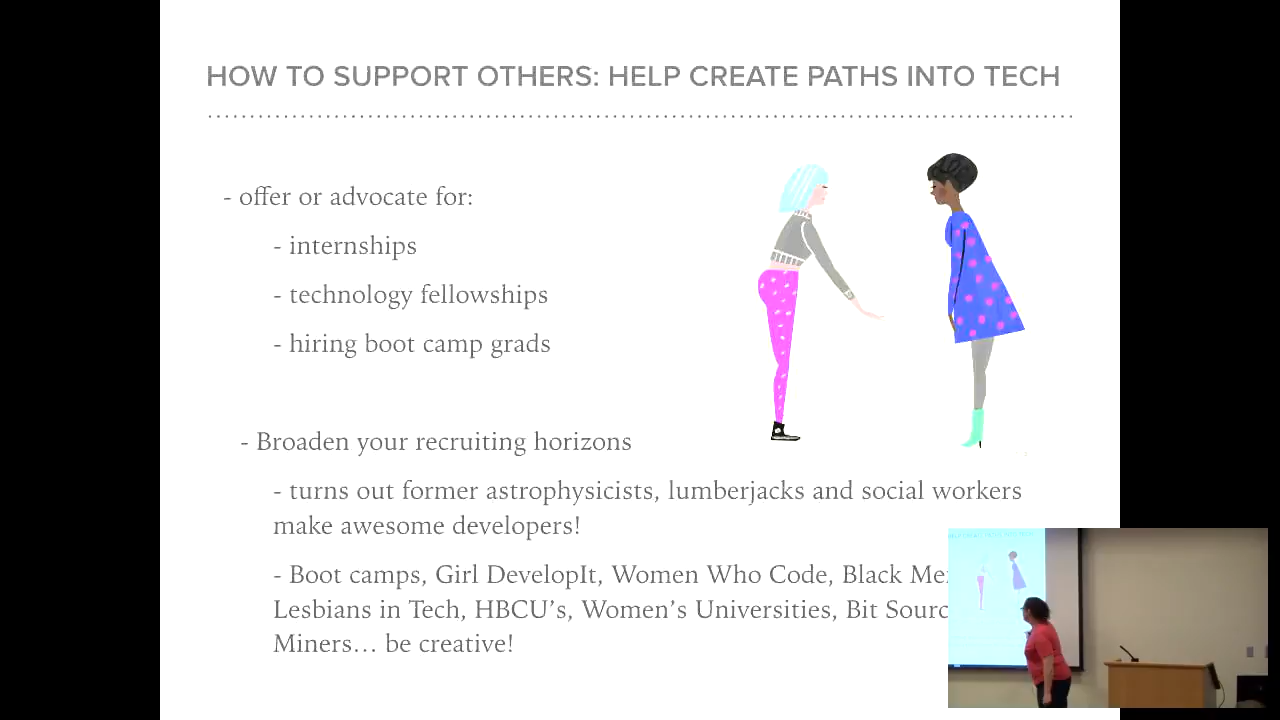 HOW TO SUPPORT OTHERS: HELP CREATE PATHS INTO TECH
- offer or advocate for:
- internships
- technology fellowships
- hiring boot camp grads
- Broaden your recruiting horizons
- turns out former astrophysicists, lumberjacks and social workers
make awesome developers!
- Boot camps, Girl DevelopIt, Women Who Code, Black
Lesbians in Tech, HBCU's, Women's Universities, Bit
Miners... be creative!